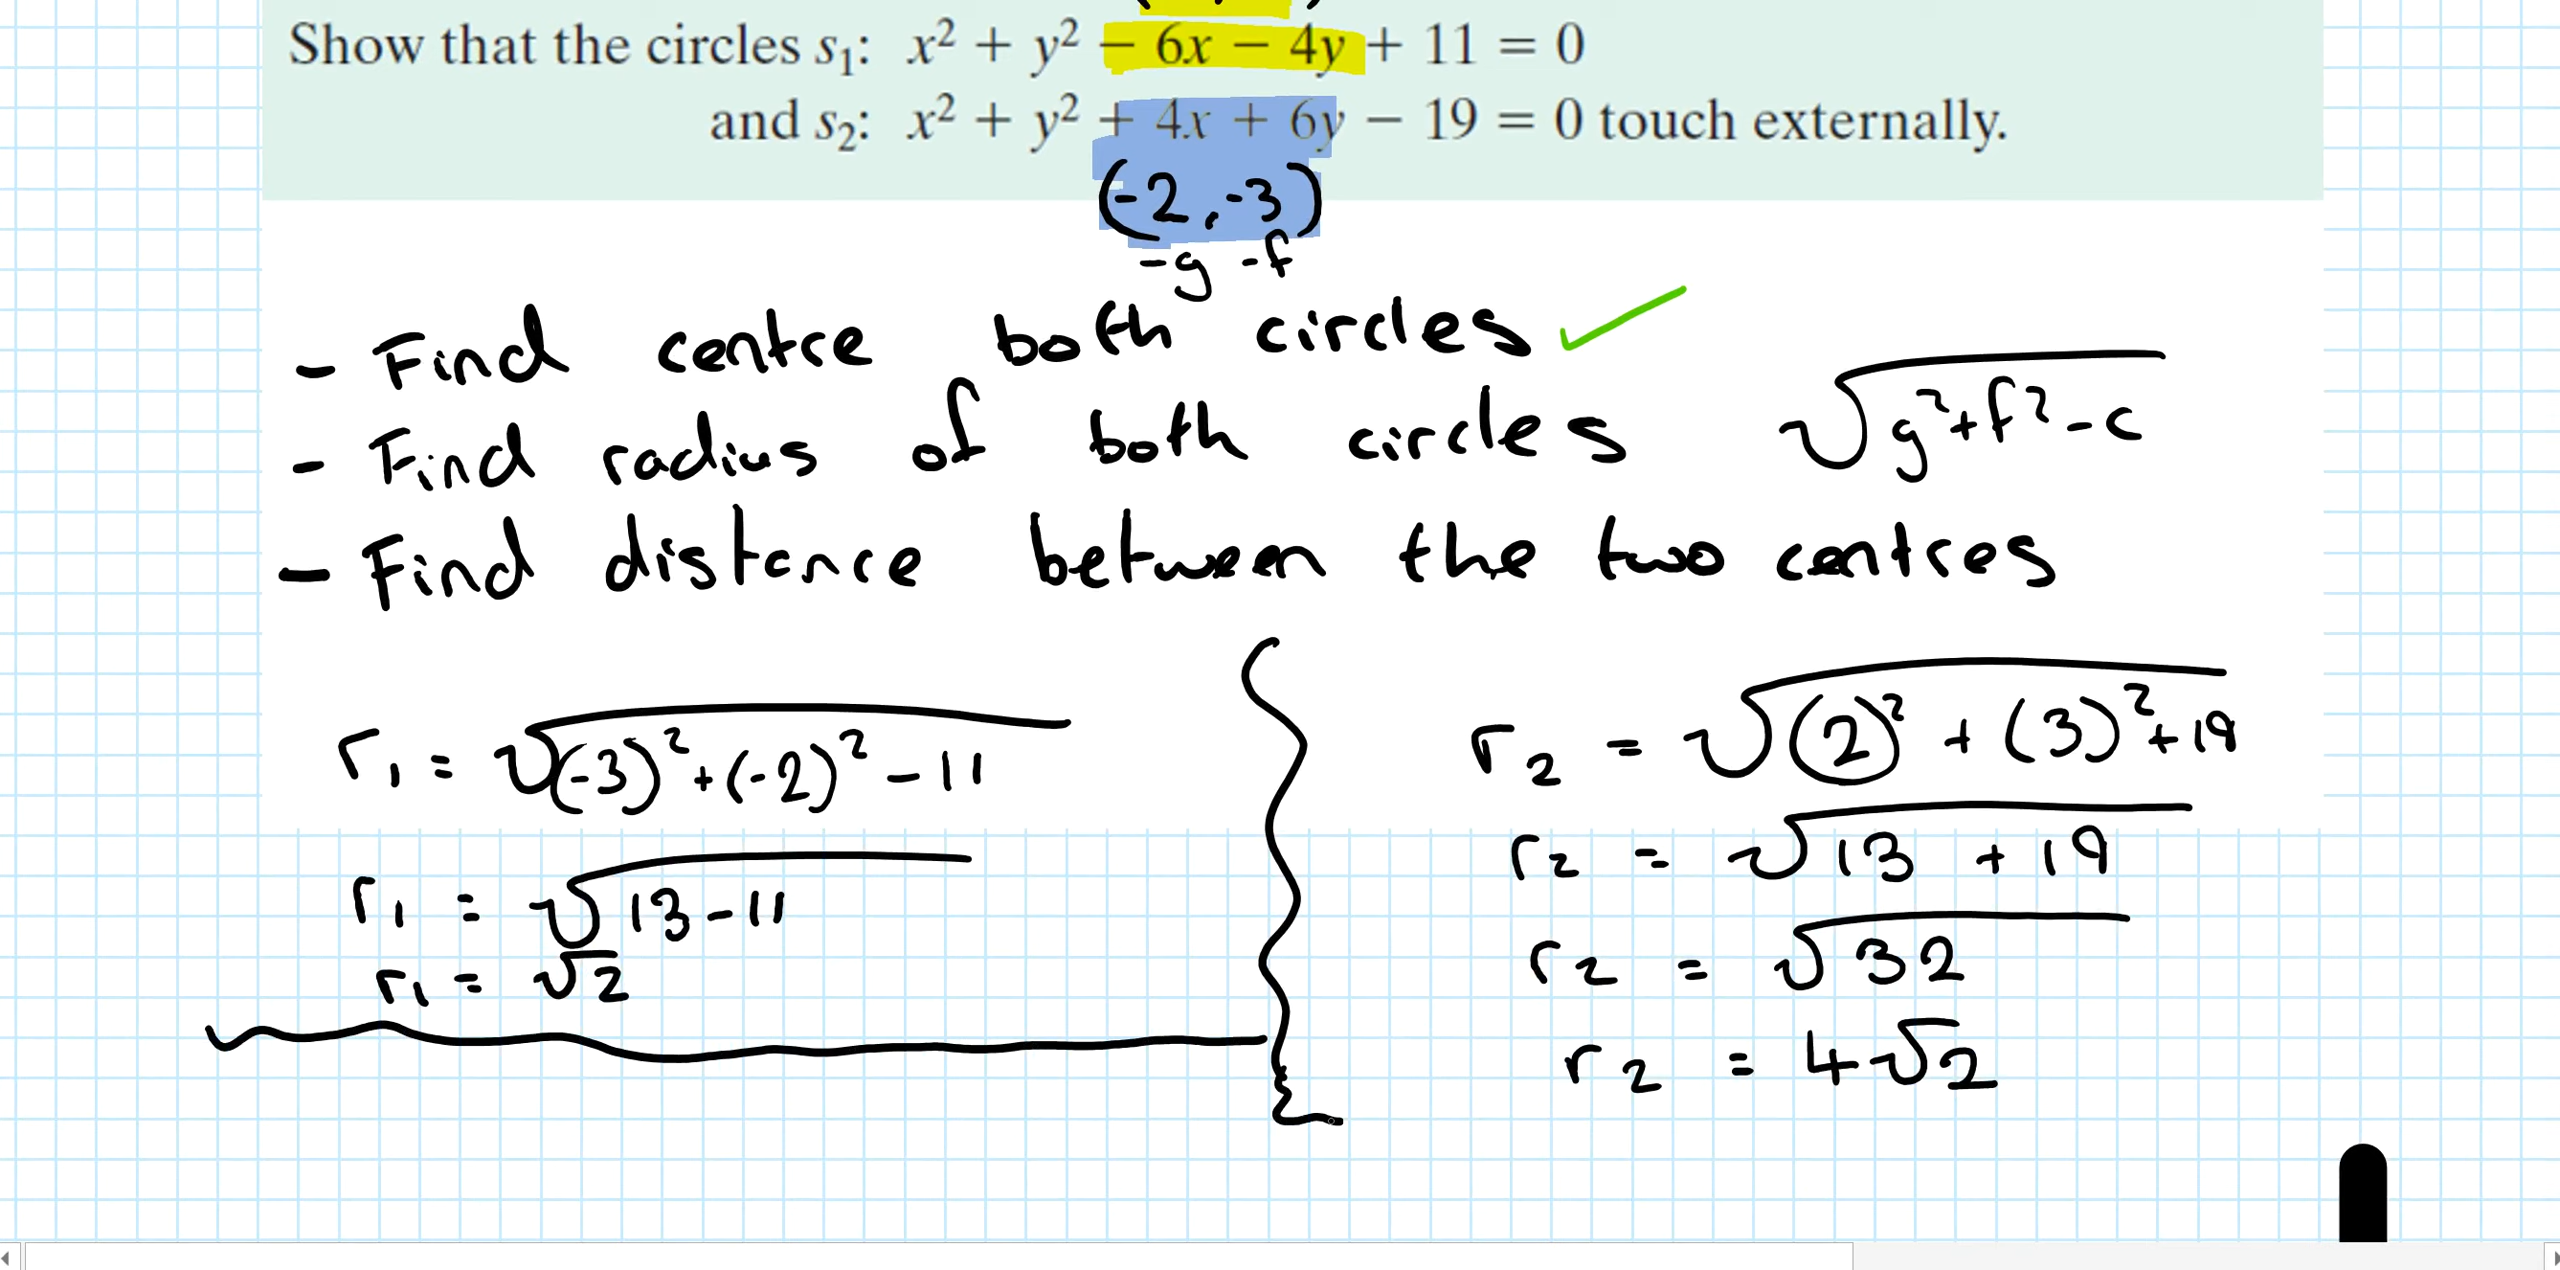 Show that the circles s₁: x² + y² − 6x − 4y + 11 = 0
and s₂: x² + y² + 4x + 6y − 19 = 0 touch externally.
(-2, -3)
-g -f
- Find centre both circles ✓
- Find radius of both circles √(g²+f²-c)
- Find distance between the two centres
r₁ = √((-3)²+(-2)²-11)
r₁ = √(13-11)
r₁ = √2
r₂ = √((2)² + (3)²+19)
r₂ = √(13 + 19)
r₂ = √32
r₂ = 4√2